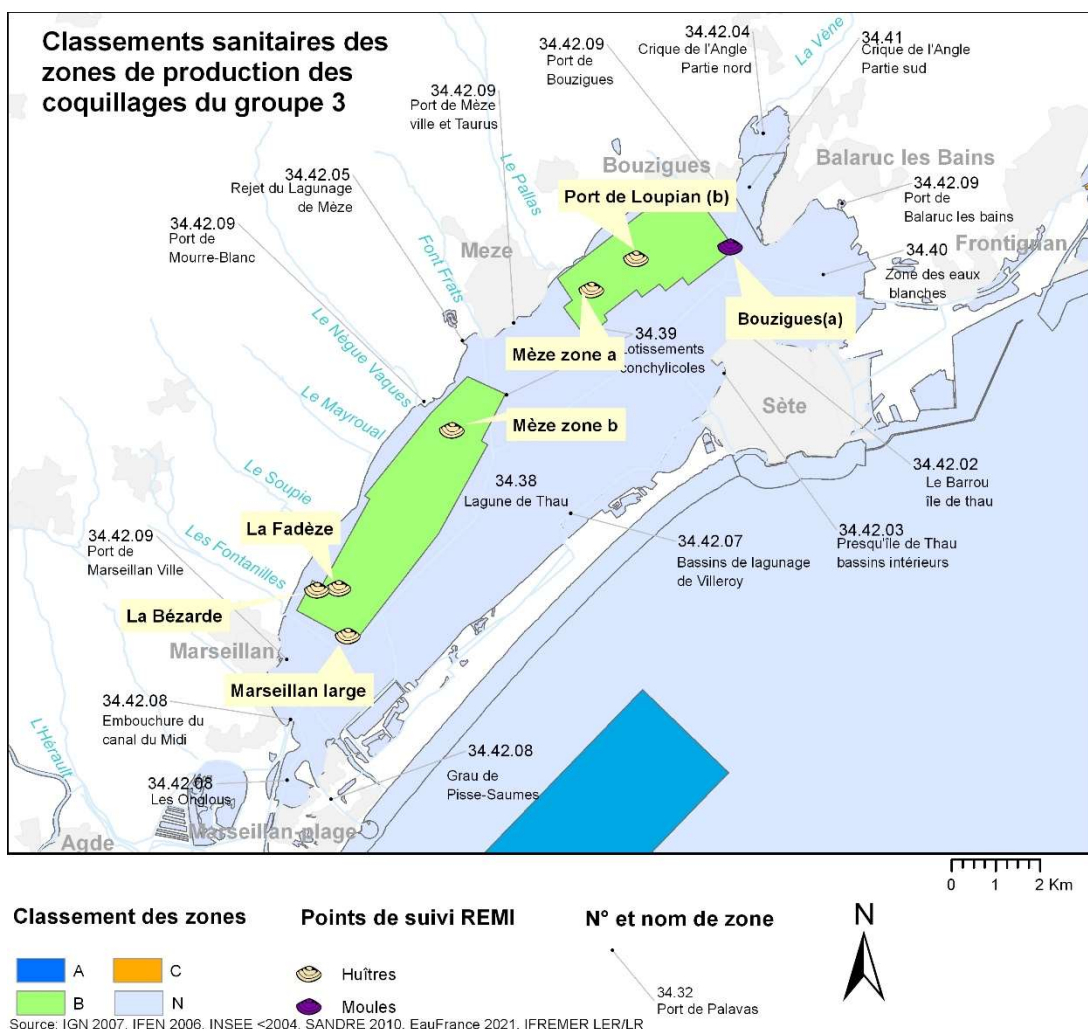 Classements sanitaires des
zones de production des
coquillages du groupe 3
34.42.09
Port de
Bouzigues
34.42.04
Crique de l'Angle
Partie nord
La Vène
34.41
Crique de l'Angle
Partie sud
34.42.09
Port de Mèze
ville et Taurus
Le Pallas
Bouzigues
Balaruc les Bains
34.42.05
Rejet du Lagunage
de Mèze
Port de Loupian (b)
34.42.09
Port de
Balaruc les bains
34.42.09
Port de
Mourre-Blanc
Font Frats
Meze
34.40
Zone des eaux
blanches
Frontignan
Bouzigues(a)
Le Nègue Vaques
34.39
Lotissements
conchylicoles
Mèze zone a
Le Mayroual
Mèze zone b
Sète
Le Soupie
34.38
Lagune de Thau
34.42.02
Le Barrou
île de thau
La Fadèze
Les Fontanilles
34.42.09
Port de
Marseillan Ville
34.42.07
Bassins de lagunage
de Villeroy
34.42.03
Presqu'île de Thau
bassins intérieurs
La Bézarde
Marseillan
Marseillan large
34.42.08
Embouchure du
canal du Midi
L'Hérault
34.42.08
Grau de
Pisse-Saumes
34.42.08
Les Onglous
Marseillan-plage
Agde
0 1 2 Km
Classement des zones
A
C
B
N
Points de suivi REMI
Huîtres
Moules
N° et nom de zone
34.32
Port de Palavas
N
Source: IGN 2007, IFEN 2006, INSEE <2004, SANDRE 2010, EauFrance 2021, IFREMER LER/LR